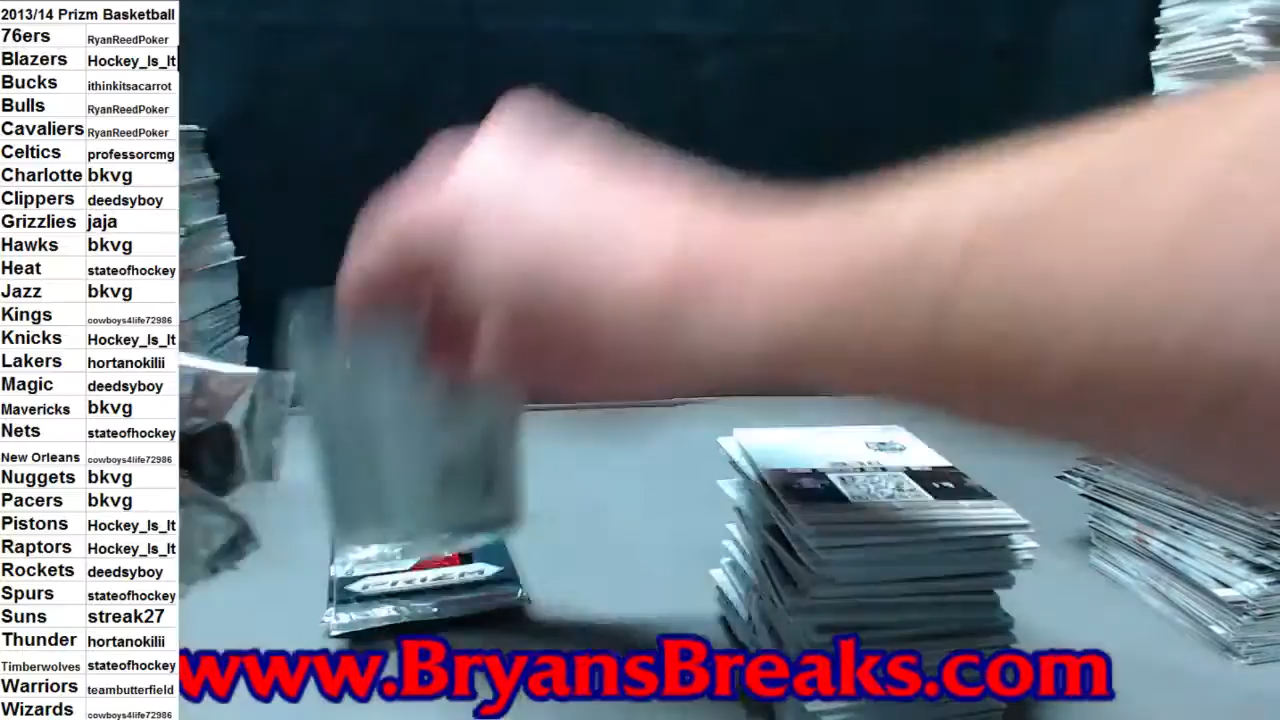 2013/14 Prizm Basketball
76ers RyanReedPoker
Blazers Hockey_Is_It
Bucks ithinkitsacarrot
Bulls RyanReedPoker
Cavaliers RyanReedPoker
Celtics professorcmg
Charlotte bkvg
Clippers deedsyboy
Grizzlies jaja
Hawks bkvg
Heat stateofhockey
Jazz bkvg
Kings cowboys4life72986
Knicks Hockey_Is_It
Lakers hortanokilii
Magic deedsyboy
Mavericks bkvg
Nets stateofhockey
New Orleans cowboys4life72986
Nuggets bkvg
Pacers bkvg
Pistons Hockey_Is_It
Raptors Hockey_Is_It
Rockets deedsyboy
Spurs stateofhockey
Suns streak27
Thunder hortanokilii
Timberwolves stateofhockey
Warriors teambutterfield
Wizards cowboys4life72986
PRIZM
www.BryansBreaks.com